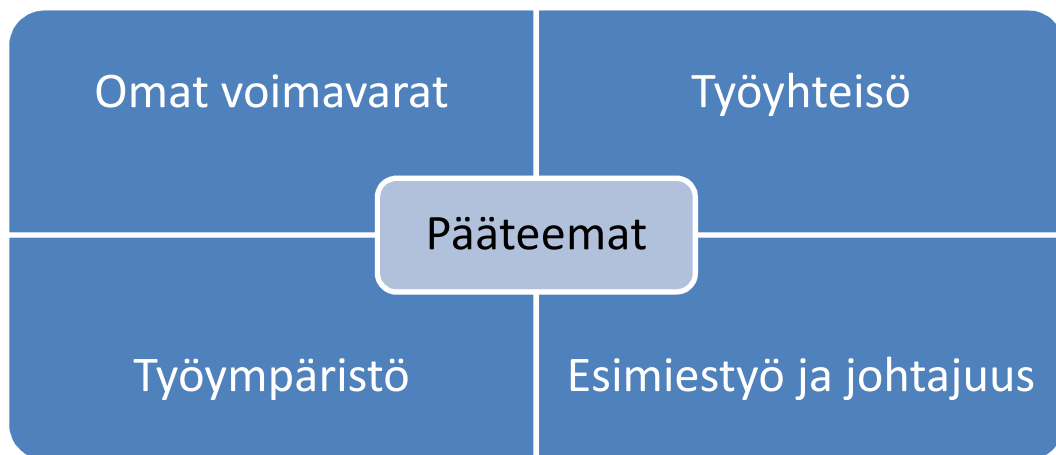 Omat voimavarat
Työyhteisö
Pääteemat
Työympäristö
Esimiestyö ja johtajuus